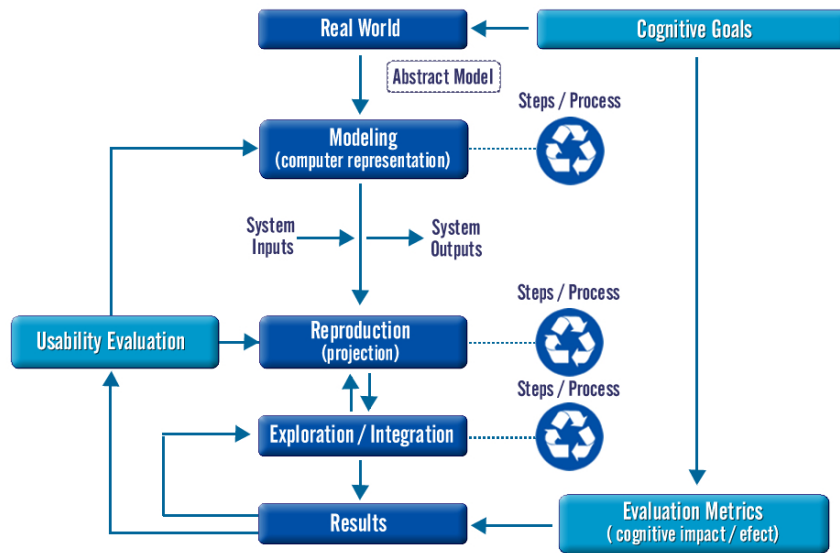 Real World
Cognitive Goals
Abstract Model
Steps / Process
Modeling
(computer representation)
System
Inputs
System
Outputs
Steps / Process
Usability Evaluation
Reproduction
(projection)
Steps / Process
Exploration / Integration
Results
Evaluation Metrics
( cognitive impact / efect )